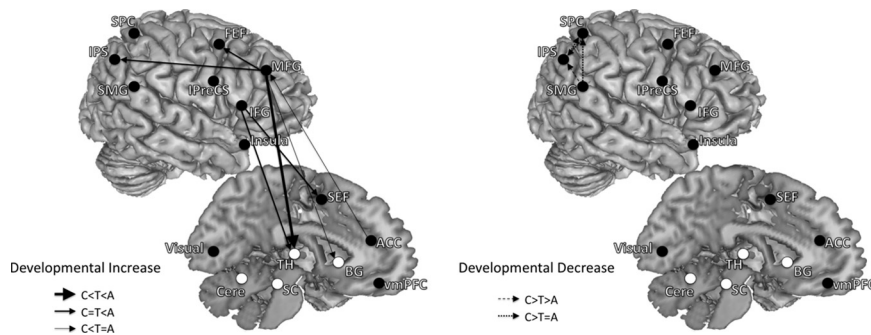 SPC
FEF
IPS
MFG
SMG
IPreCS
IFG
Insula
SEF
Visual
ACC
TH
BG
Cere
SC
vmPFC
Developmental Increase
C<T<A
C=T<A
C<T=A
SPC
FEF
IPS
MFG
SMG
IPreCS
IFG
Insula
SEF
Visual
ACC
TH
BG
Cere
SC
vmPFC
Developmental Decrease
C>T>A
C>T=A